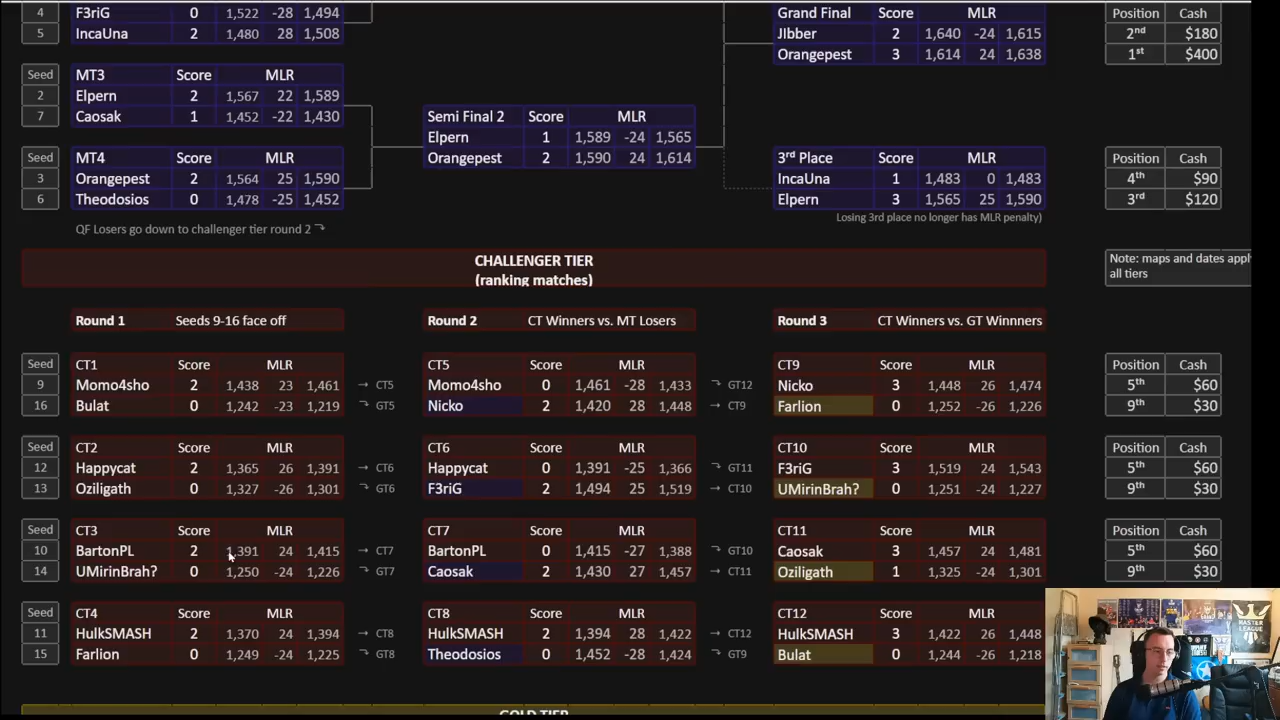 4 F3riG 0 1,522 -28 1,494
5 IncaUna 2 1,480 28 1,508
Grand Final Score MLR
JIbber 2 1,640 -24 1,615
Orangepest 3 1,614 24 1,638
Position Cash
2nd $180
1st $400
Seed MT3 Score MLR
2 Elpern 2 1,567 22 1,589
7 Caosak 1 1,452 -22 1,430
Semi Final 2 Score MLR
Elpern 1 1,589 -24 1,565
Orangepest 2 1,590 24 1,614
Seed MT4 Score MLR
3 Orangepest 2 1,564 25 1,590
6 Theodosios 0 1,478 -25 1,452
3rd Place Score MLR
IncaUna 1 1,483 0 1,483
Elpern 3 1,565 25 1,590
Position Cash
4th $90
3rd $120
Losing 3rd place no longer has MLR penalty)
QF Losers go down to challenger tier round 2
CHALLENGER TIER
(ranking matches)
Note: maps and dates appl
all tiers
Round 1 Seeds 9-16 face off
Round 2 CT Winners vs. MT Losers
Round 3 CT Winners vs. GT Winnners
Seed CT1 Score MLR
9 Momo4sho 2 1,438 23 1,461 → CT5
16 Bulat 0 1,242 -23 1,219 GT5
CT5 Score MLR
Momo4sho 0 1,461 -28 1,433 GT12
Nicko 2 1,420 28 1,448 → CT9
CT9 Score MLR
Nicko 3 1,448 26 1,474
Farlion 0 1,252 -26 1,226
Position Cash
5th $60
9th $30
Seed CT2 Score MLR
12 Happycat 2 1,365 26 1,391 → CT6
13 Oziligath 0 1,327 -26 1,301 GT6
CT6 Score MLR
Happycat 0 1,391 -25 1,366 GT11
F3riG 2 1,494 25 1,519 → CT10
CT10 Score MLR
F3riG 3 1,519 24 1,543
UMirinBrah? 0 1,251 -24 1,227
Position Cash
5th $60
9th $30
Seed CT3 Score MLR
10 BartonPL 2 1,391 24 1,415 → CT7
14 UMirinBrah? 0 1,250 -24 1,226 GT7
CT7 Score MLR
BartonPL 0 1,415 -27 1,388 GT10
Caosak 2 1,430 27 1,457 → CT11
CT11 Score MLR
Caosak 3 1,457 24 1,481
Oziligath 1 1,325 -24 1,301
Position Cash
5th $60
9th $30
Seed CT4 Score MLR
11 HulkSMASH 2 1,370 24 1,394 → CT8
15 Farlion 0 1,249 -24 1,225 GT8
CT8 Score MLR
HulkSMASH 2 1,394 28 1,422 → CT12
Theodosios 0 1,452 -28 1,424 GT9
CT12 Score MLR
HulkSMASH 3 1,422 26 1,448
Bulat 0 1,244 -26 1,218
MASTER LEAGUE
GOLD TIER